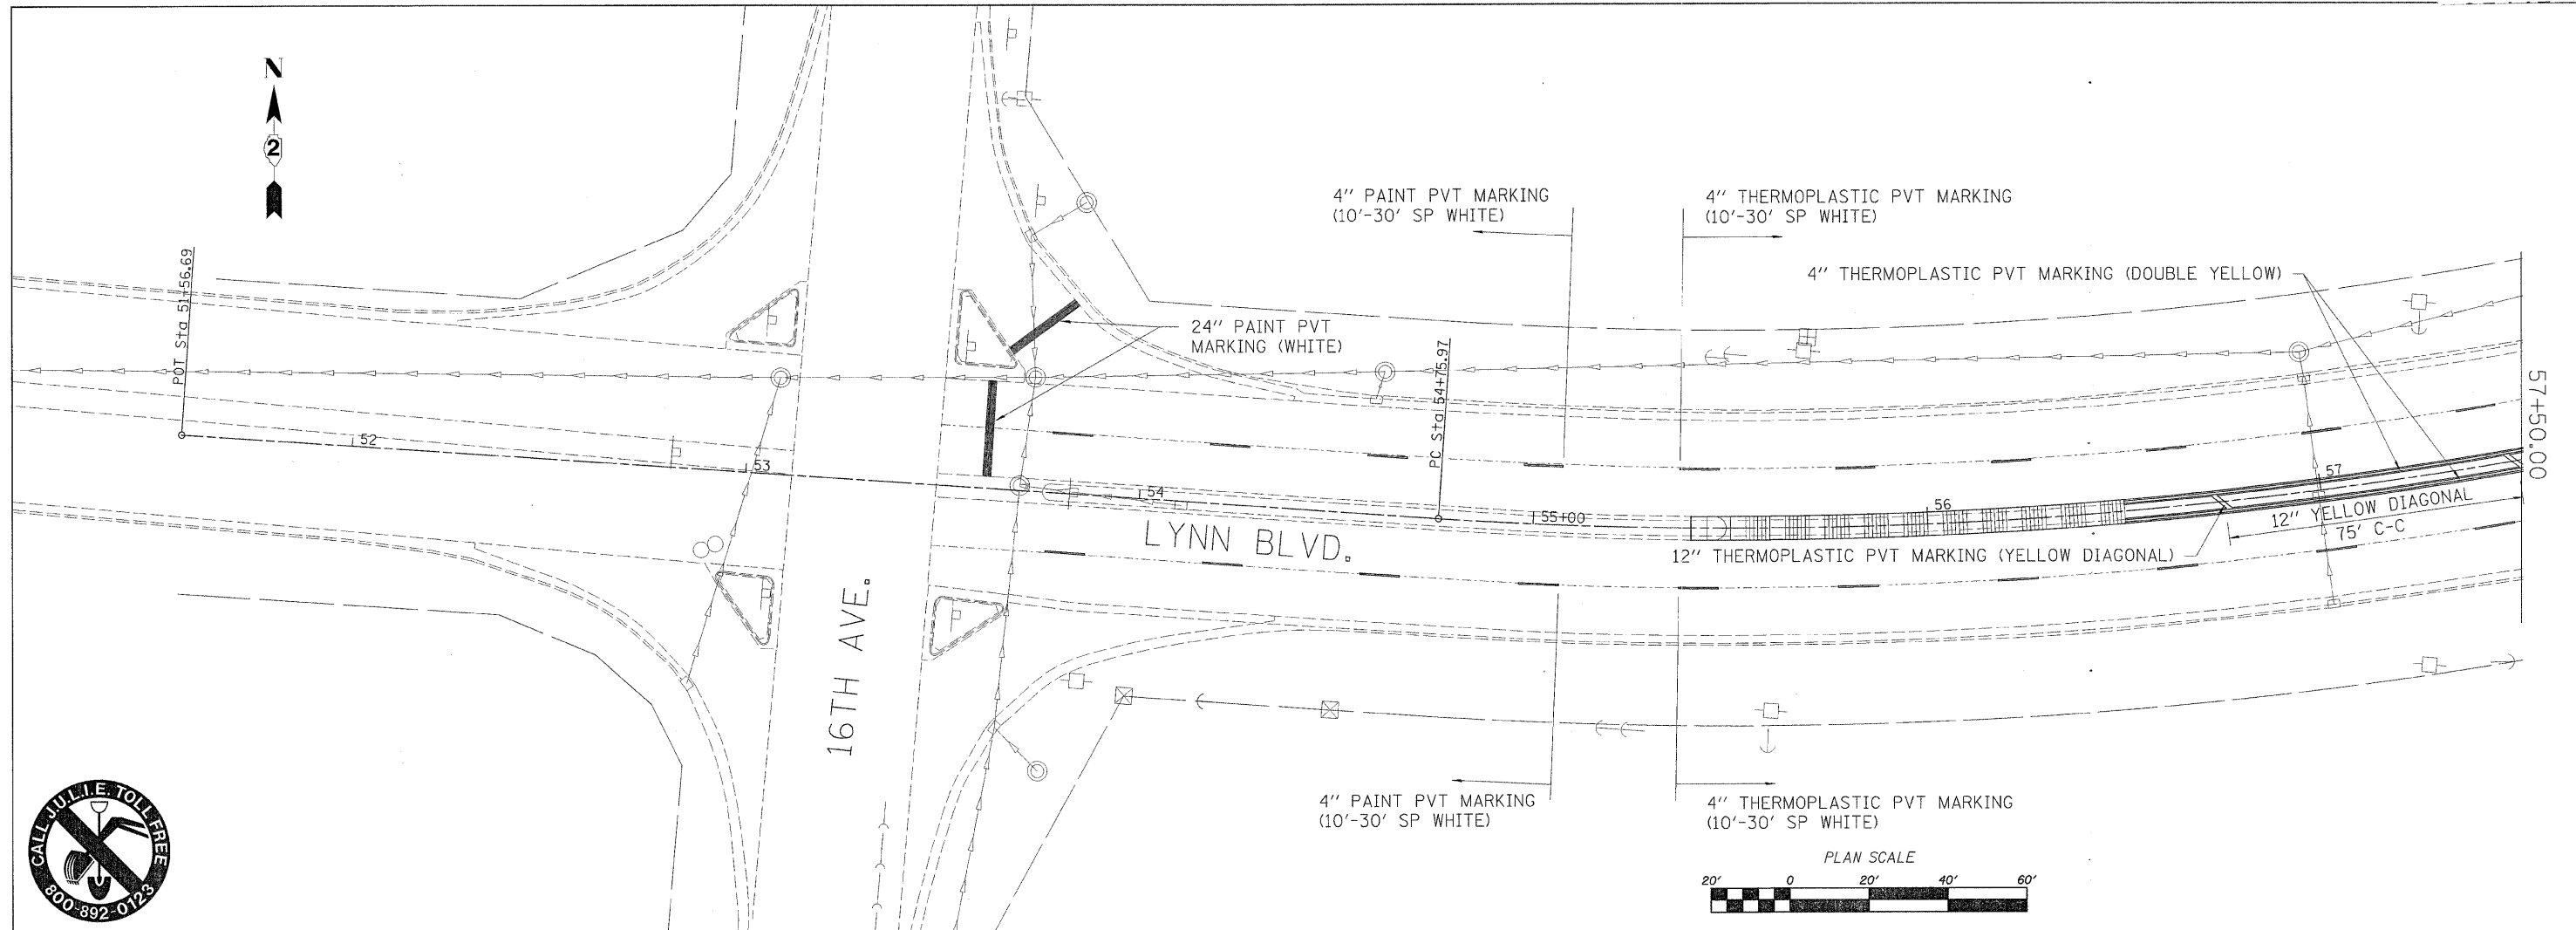 N
2
POT Sta 51+56.69
52
53
54
PC Sta 54+75.97
55+00
56
57
57+50.00
4" PAINT PVT MARKING
(10'-30' SP WHITE)
4" THERMOPLASTIC PVT MARKING
(10'-30' SP WHITE)
4" THERMOPLASTIC PVT MARKING (DOUBLE YELLOW)
24" PAINT PVT
MARKING (WHITE)
LYNN BLVD.
12" THERMOPLASTIC PVT MARKING (YELLOW DIAGONAL)
12" YELLOW DIAGONAL
75' C-C
16TH AVE.
4" PAINT PVT MARKING
(10'-30' SP WHITE)
4" THERMOPLASTIC PVT MARKING
(10'-30' SP WHITE)
PLAN SCALE
20' 0 20' 40' 60'
CALL J.U.L.I.E. TOLL FREE
800-892-0123